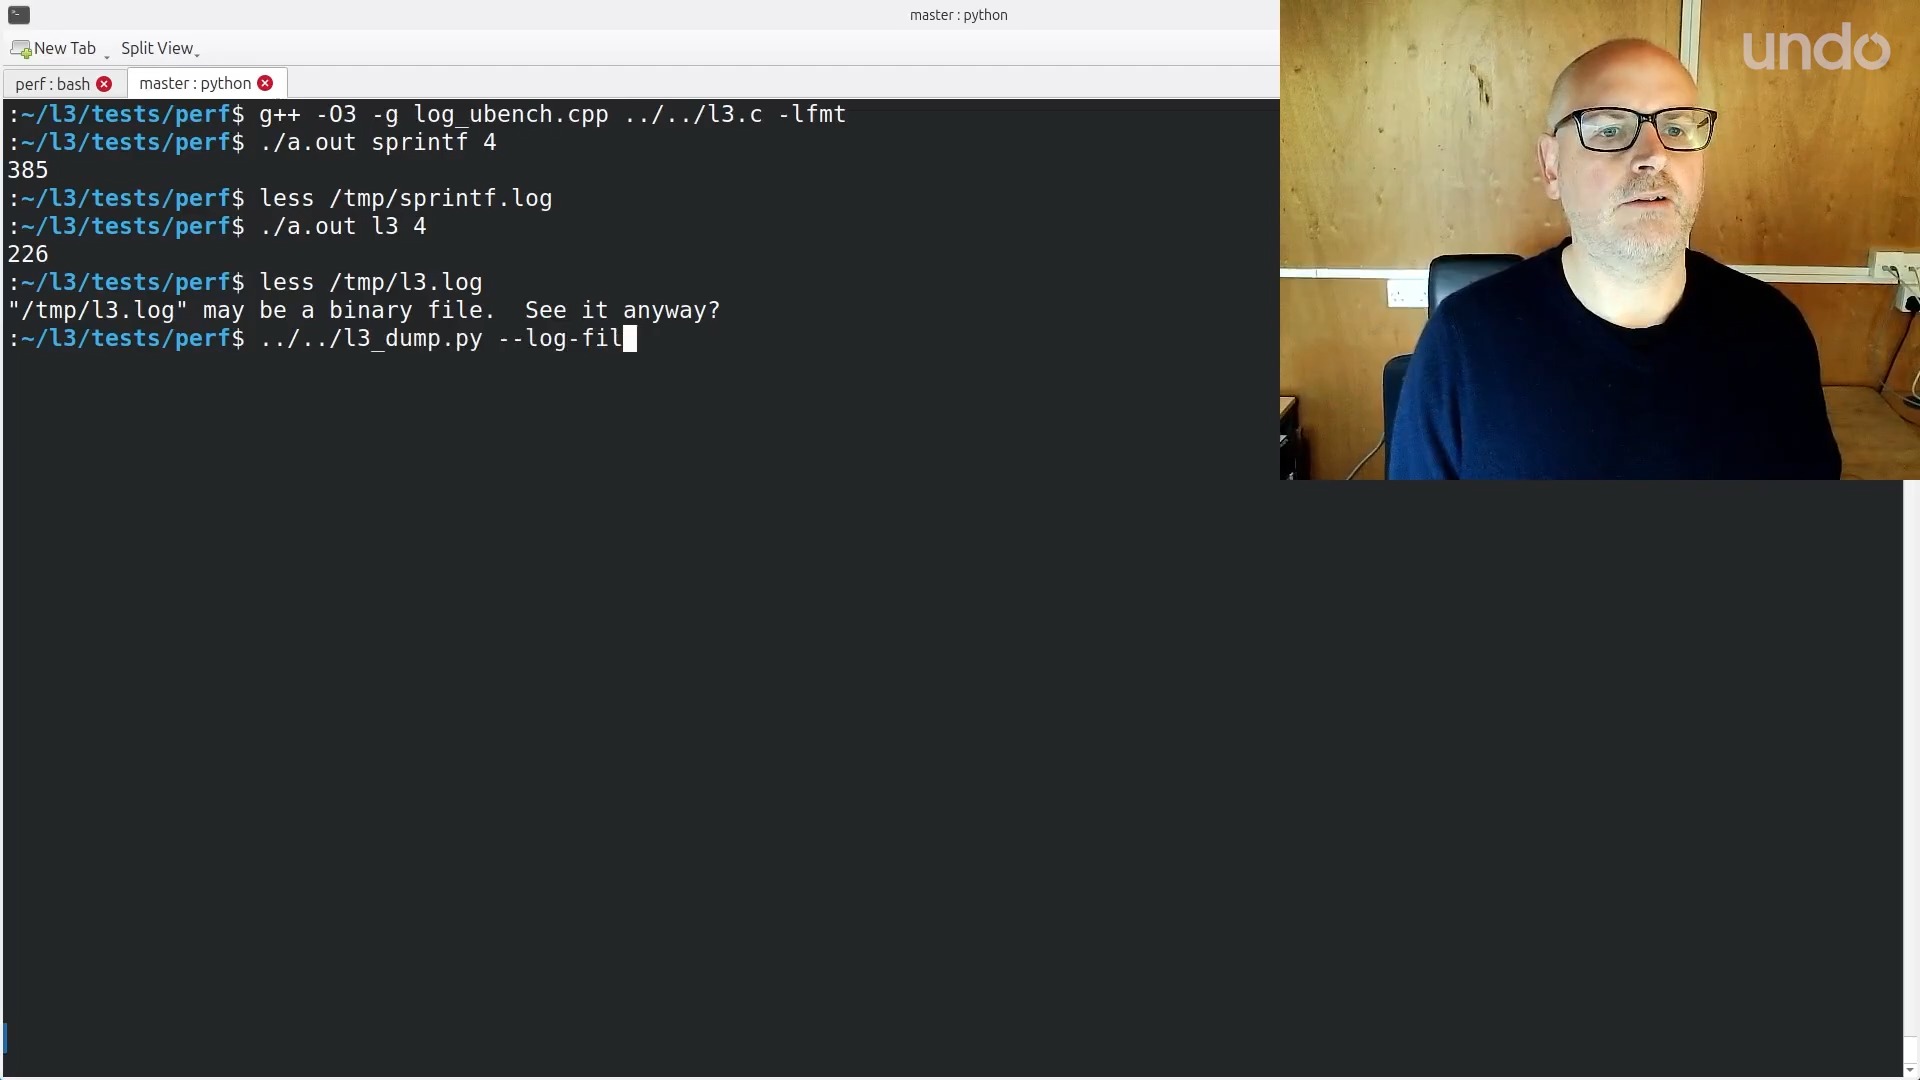 master : python
New Tab Split View
perf : bash master : python
:~/l3/tests/perf$ g++ -O3 -g log_ubench.cpp ../../l3.c -lfmt
:~/l3/tests/perf$ ./a.out sprintf 4
385
:~/l3/tests/perf$ less /tmp/sprintf.log
:~/l3/tests/perf$ ./a.out l3 4
226
:~/l3/tests/perf$ less /tmp/l3.log
"/tmp/l3.log" may be a binary file.  See it anyway?
:~/l3/tests/perf$ ../../l3_dump.py --log-fil
undo